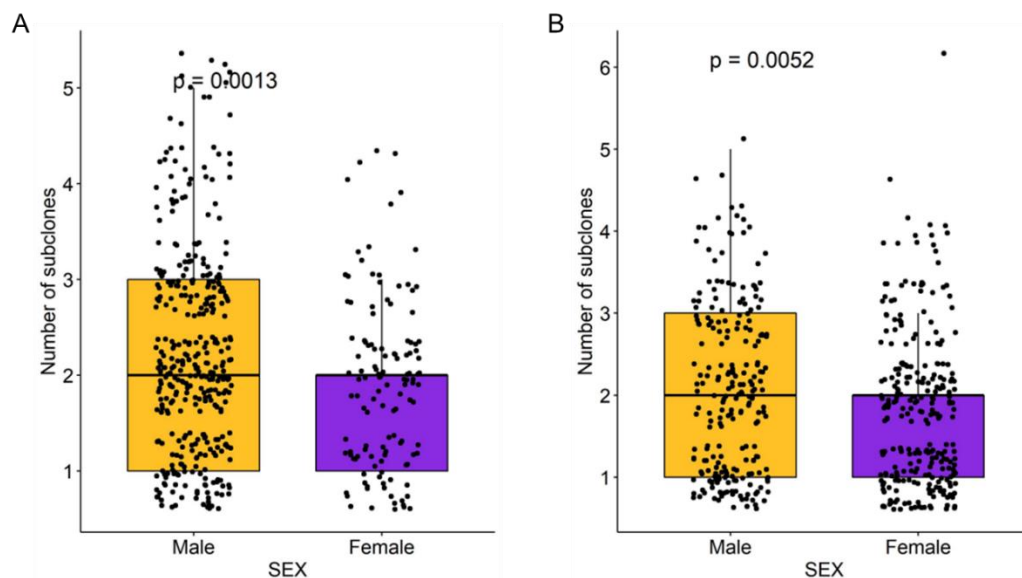 A
p = 0.0013
Number of subclones
5
4
3
2
1
Male Female
SEX
B
p = 0.0052
Number of subclones
6
5
4
3
2
1
Male Female
SEX